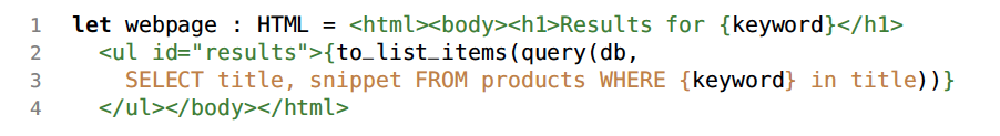 1 let webpage : HTML = <html><body><h1>Results for {keyword}</h1>
2 <ul id="results">{to_list_items(query(db,
3 SELECT title, snippet FROM products WHERE {keyword} in title))}
4 </ul></body></html>